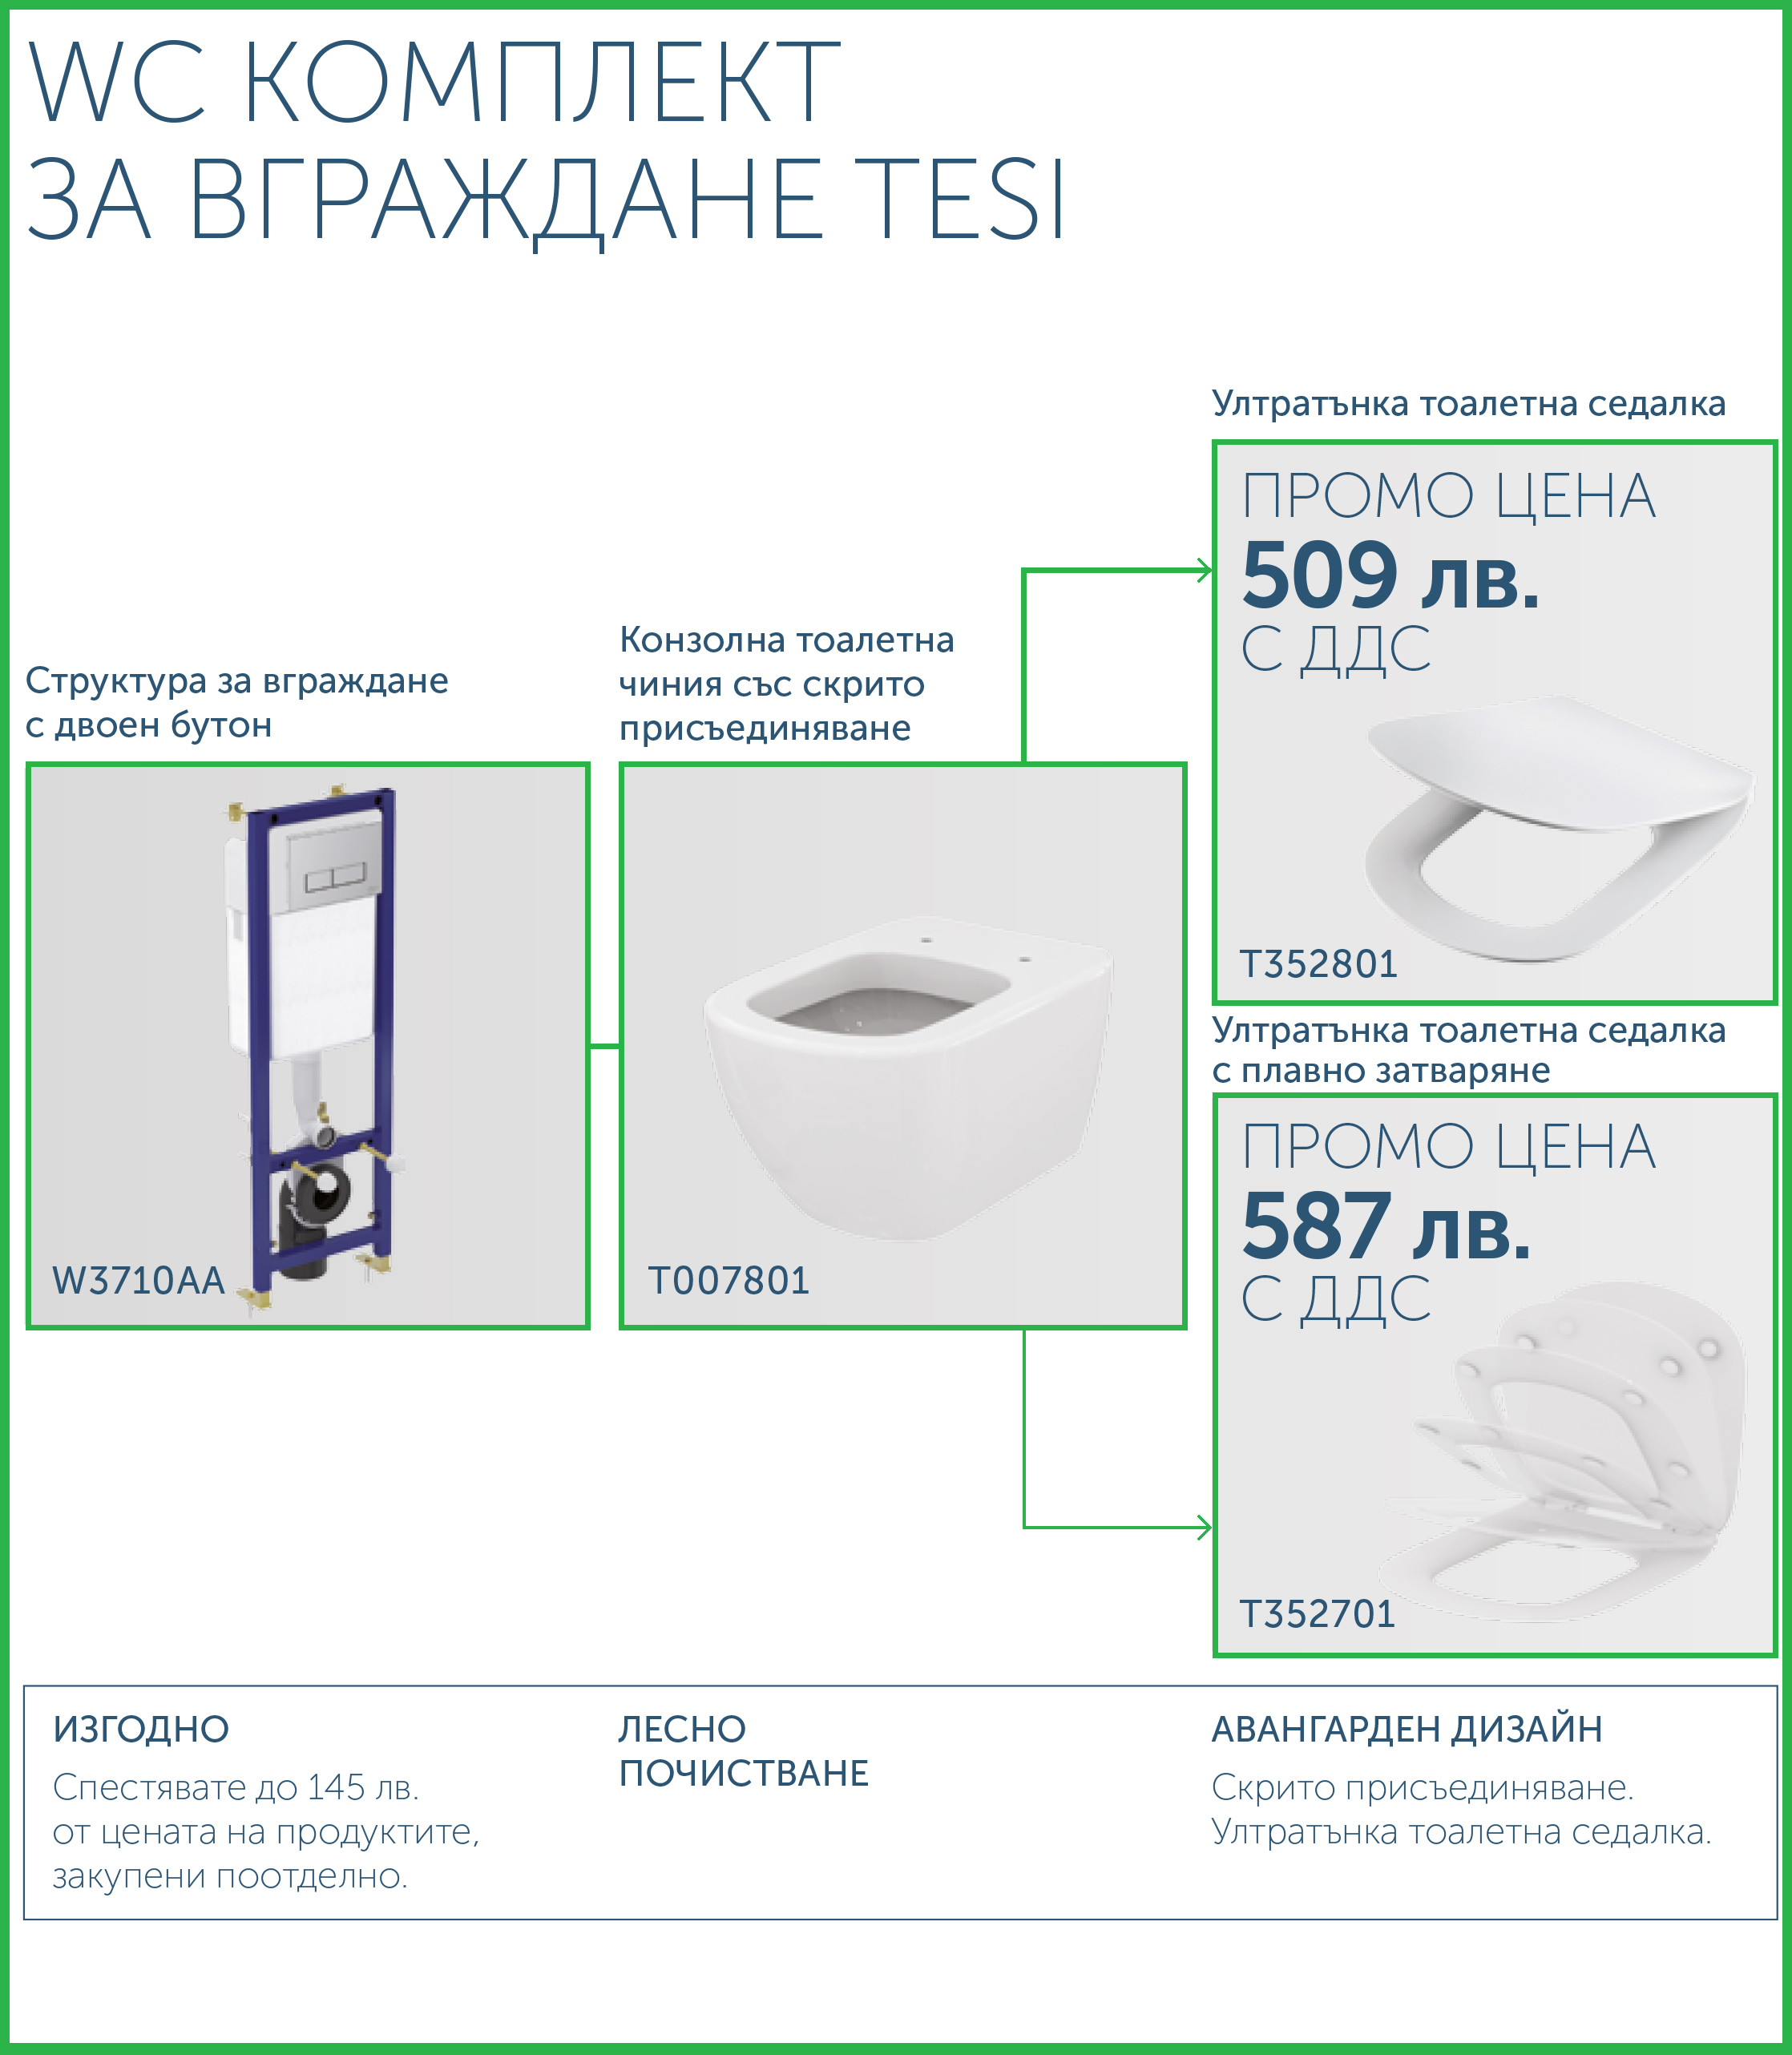 WC КОМПЛЕКТ
ЗА ВГРАЖДАНЕ TESI
Структура за вграждане
с двоен бутон
W3710AA
Конзолна тоалетна
чиния със скрито
присъединяване
T007801
Ултратънка тоалетна седалка
ПРОМО ЦЕНА
509 лв.
С ДДС
T352801
Ултратънка тоалетна седалка
с плавно затваряне
ПРОМО ЦЕНА
587 лв.
С ДДС
T352701
ИЗГОДНО
Спестявате до 145 лв.
от цената на продуктите,
закупени поотделно.
ЛЕСНО
ПОЧИСТВАНЕ
АВАНГАРДЕН ДИЗАЙН
Скрито присъединяване.
Ултратънка тоалетна седалка.